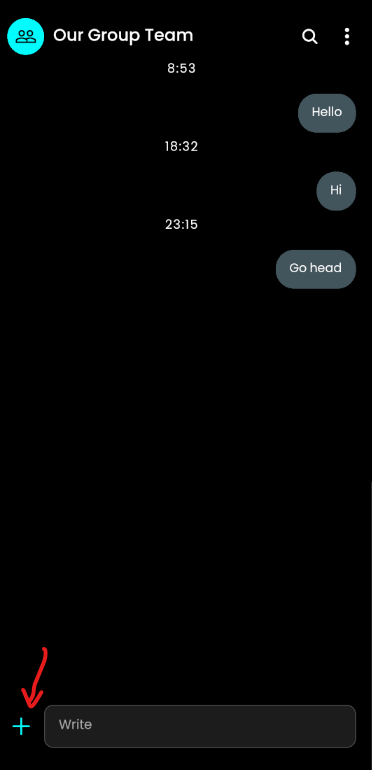 Our Group Team
8:53
Hello
18:32
Hi
23:15
Go head
Write